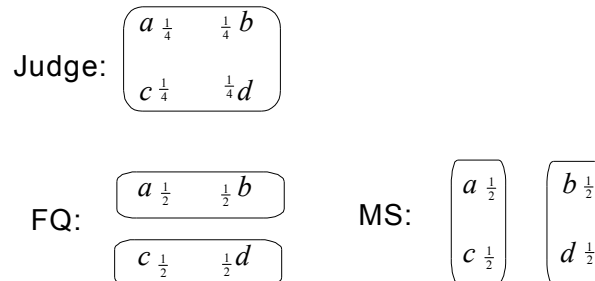 a 1/4 1/4 b
Judge:
c 1/4 1/4 d
a 1/2 1/2 b
FQ:
c 1/2 1/2 d
MS:
a 1/2 b 1/2
c 1/2 d 1/2